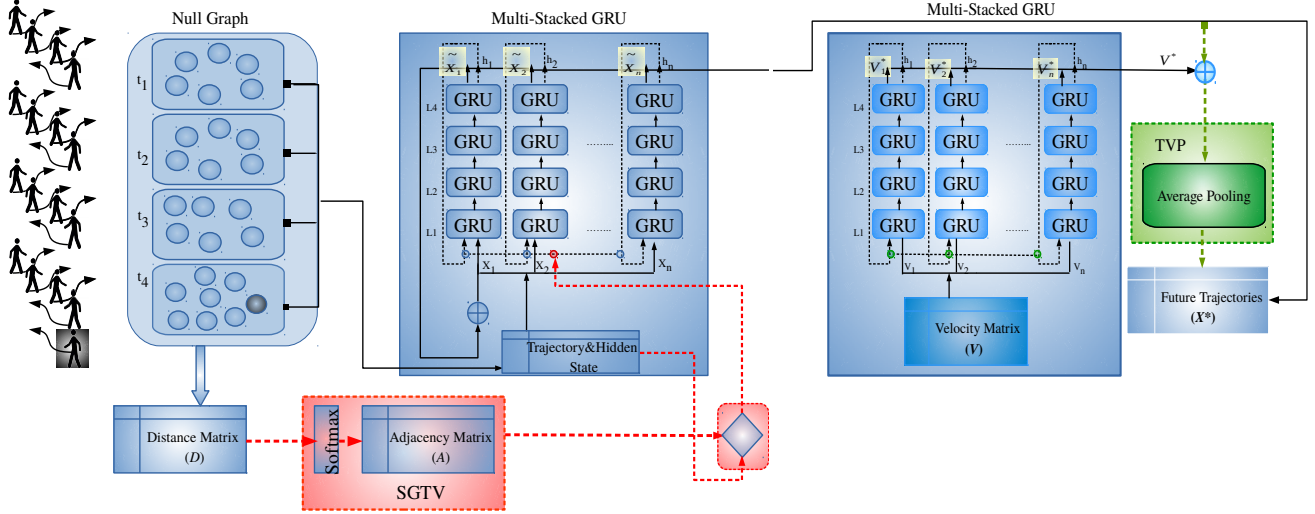 Null Graph
Multi-Stacked GRU
Multi-Stacked GRU
t1
t2
t3
t4
X̃1 h1 X̃2 h2 X̃n hn
L4 GRU GRU GRU
L3 GRU GRU ........ GRU
L2 GRU GRU GRU
L1 GRU GRU ........ GRU
X1 X2 Xn
Trajectory&Hidden
State
V1* h1 V2* h2 Vn* hn
L4 GRU GRU GRU
L3 GRU GRU ........ GRU
L2 GRU GRU GRU
L1 GRU GRU ........ GRU
V1 V2 Vn
Velocity Matrix
(V)
V*
TVP
Average Pooling
Future Trajectories
(X*)
Distance Matrix
(D)
Softmax
Adjacency Matrix
(A)
SGTV